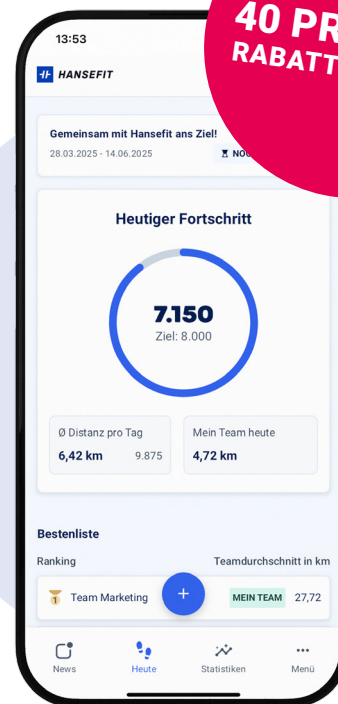 40 PR
RABATT
13:53
HANSEFIT
Gemeinsam mit Hansefit ans Ziel!
28.03.2025 - 14.06.2025
Heutiger Fortschritt
7.150
Ziel: 8.000
Ø Distanz pro Tag
6,42 km 9.875
Mein Team heute
4,72 km
Bestenliste
Ranking Teamdurchschnitt in km
1 Team Marketing + MEIN TEAM 27,72
News Heute Statistiken Menü